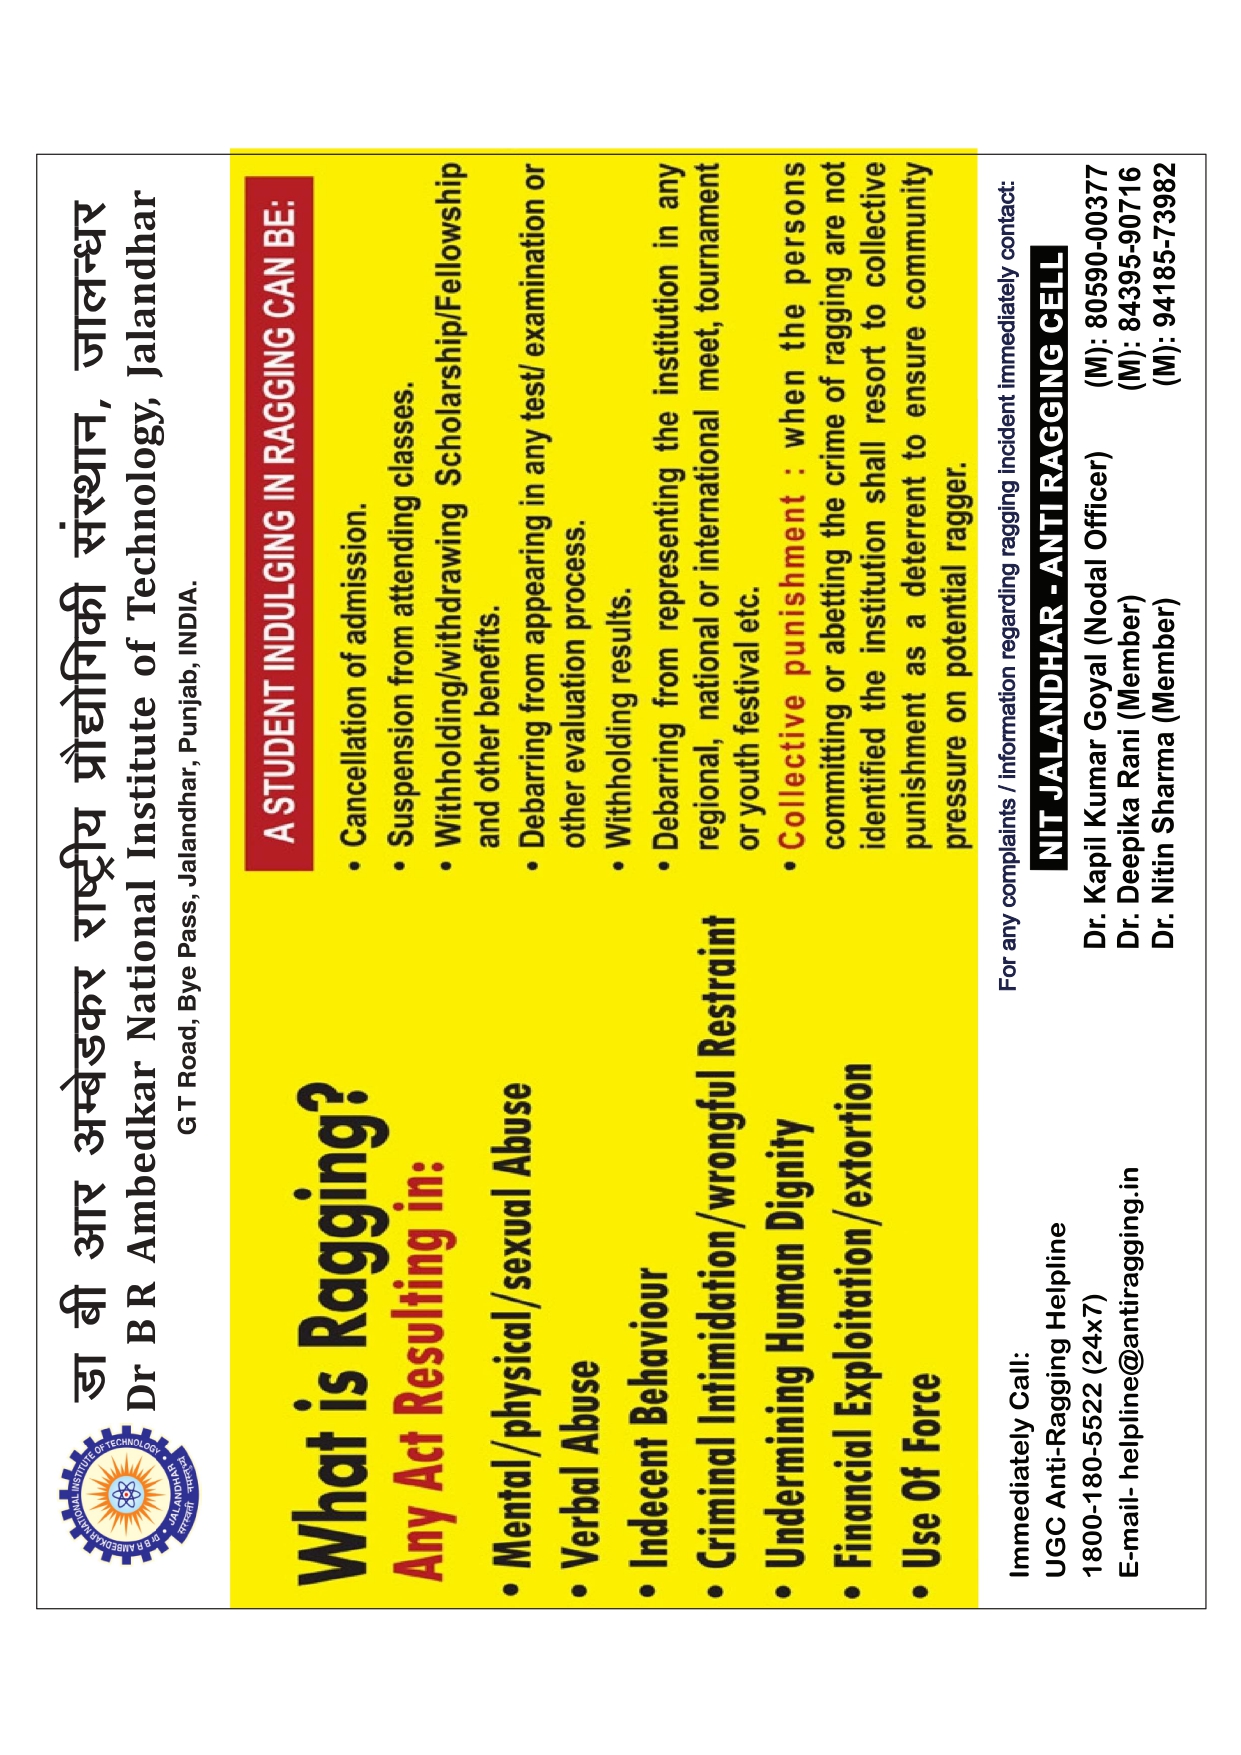 डा बी आर अम्बेडकर राष्ट्रीय प्रौद्योगिकी संस्थान, जालन्धर
Dr B R Ambedkar National Institute of Technology, Jalandhar
G T Road, Bye Pass, Jalandhar, Punjab, INDIA.
Dr B R AMBEDKAR NATIONAL INSTITUTE OF TECHNOLOGY
JALANDHAR
सरस्वती नमस्तुभ्यं
What is Ragging?
Any Act Resulting in:
• Mental/physical/sexual Abuse
• Verbal Abuse
• Indecent Behaviour
• Criminal Intimidation/wrongful Restraint
• Undermining Human Dignity
• Financial Exploitation/extortion
• Use Of Force
A STUDENT INDULGING IN RAGGING CAN BE:
• Cancellation of admission.
• Suspension from attending classes.
• Withholding/withdrawing Scholarship/Fellowship
and other benefits.
• Debarring from appearing in any test/ examination or
other evaluation process.
• Withholding results.
• Debarring from representing the institution in any
regional, national or international meet, tournament
or youth festival etc.
• Collective punishment : when the persons
committing or abetting the crime of ragging are not
identified the institution shall resort to collective
punishment as a deterrent to ensure community
pressure on potential ragger.
Immediately Call:
UGC Anti-Ragging Helpline
1800-180-5522 (24x7)
E-mail- helpline@antiragging.in
For any complaints / information regarding ragging incident immediately contact:
NIT JALANDHAR - ANTI RAGGING CELL
Dr. Kapil Kumar Goyal (Nodal Officer) (M): 80590-00377
Dr. Deepika Rani (Member) (M): 84395-90716
Dr. Nitin Sharma (Member) (M): 94185-73982